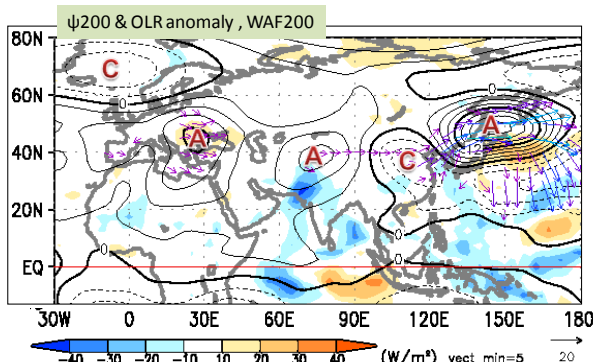 ψ200 & OLR anomaly , WAF200
80N
60N
40N
20N
EQ
C
A
A
C
A
0
0
0
0
0
30W 0 30E 60E 90E 120E 150E 180
-40 -30 -20 -10 10 20 30 40 (W/m²) vect min=5 20